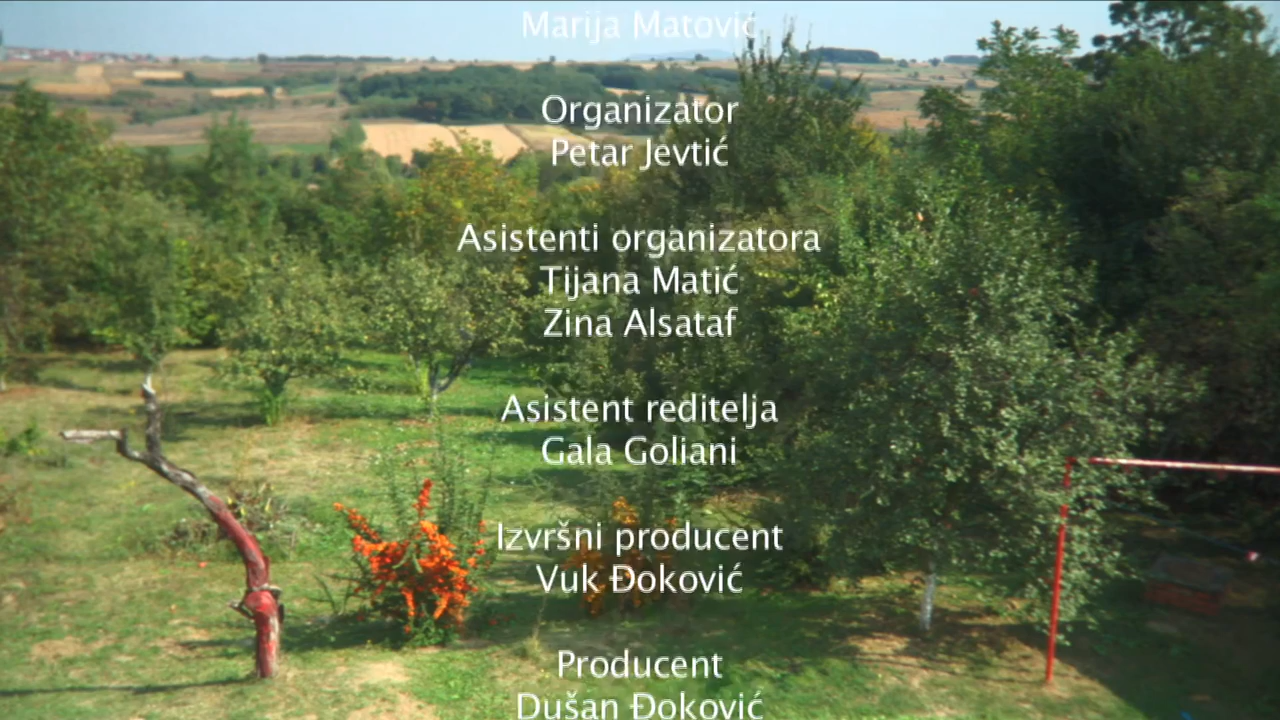 Marija Matović
Organizator
Petar Jevtić
Asistenti organizatora
Tijana Matić
Zina Alsataf
Asistent reditelja
Gala Goliani
Izvršni producent
Vuk Đoković
Producent
Dušan Đoković